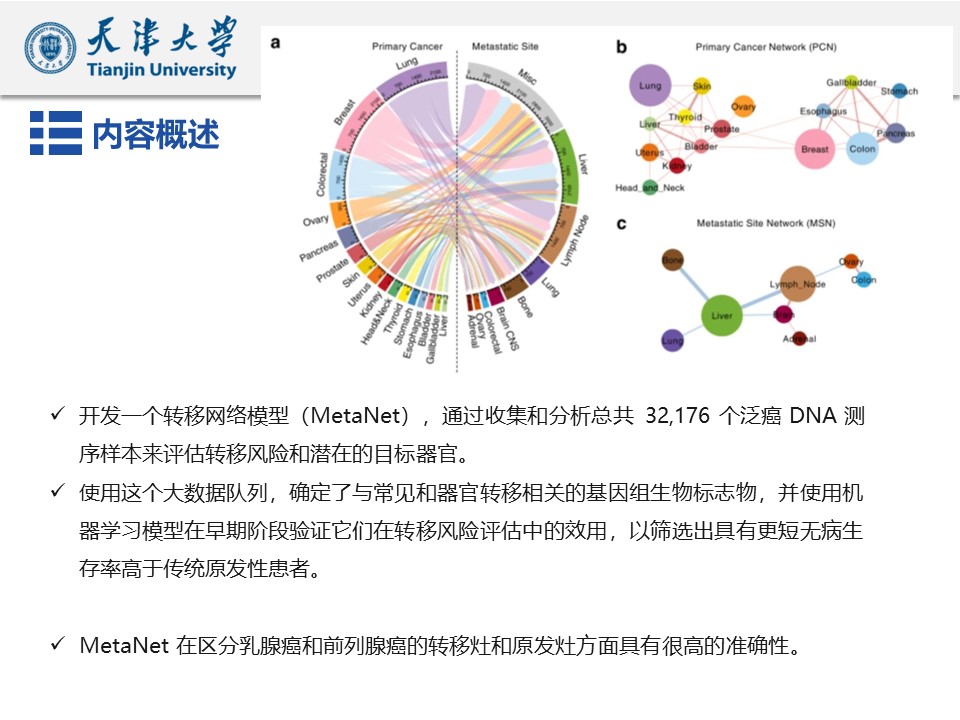 天津大学
Tianjin University
内容概述
a
Primary Cancer
Metastatic Site
Lung
Breast
Colorectal
Ovary
Pancreas
Prostate
Skin
Uterus
Kidney
Head&Neck
Thyroid
Stomach
Esophagus
Bladder
Gallbladder
Liver
Misc
Liver
Lymph Node
Lung
Bone
Brain CNS
Colorectal
Ovary
Adrenal
b
Primary Cancer Network (PCN)
Lung
Skin
Ovary
Thyroid
Liver
Prostate
Bladder
Uterus
Kidney
Head_and_Neck
Gallbladder
Stomach
Esophagus
Pancreas
Breast
Colon
c
Metastatic Site Network (MSN)
Bone
Ovary
Lymph_Node
Colon
Liver
Brain
Lung
Adrenal
✓ 开发一个转移网络模型（MetaNet），通过收集和分析总共 32,176 个泛癌 DNA 测
序样本来评估转移风险和潜在的目标器官。
✓ 使用这个大数据队列，确定了与常见和器官转移相关的基因组生物标志物，并使用机
器学习模型在早期阶段验证它们在转移风险评估中的效用，以筛选出具有更短无病生
存率高于传统原发性患者。
✓ MetaNet 在区分乳腺癌和前列腺癌的转移灶和原发灶方面具有很高的准确性。